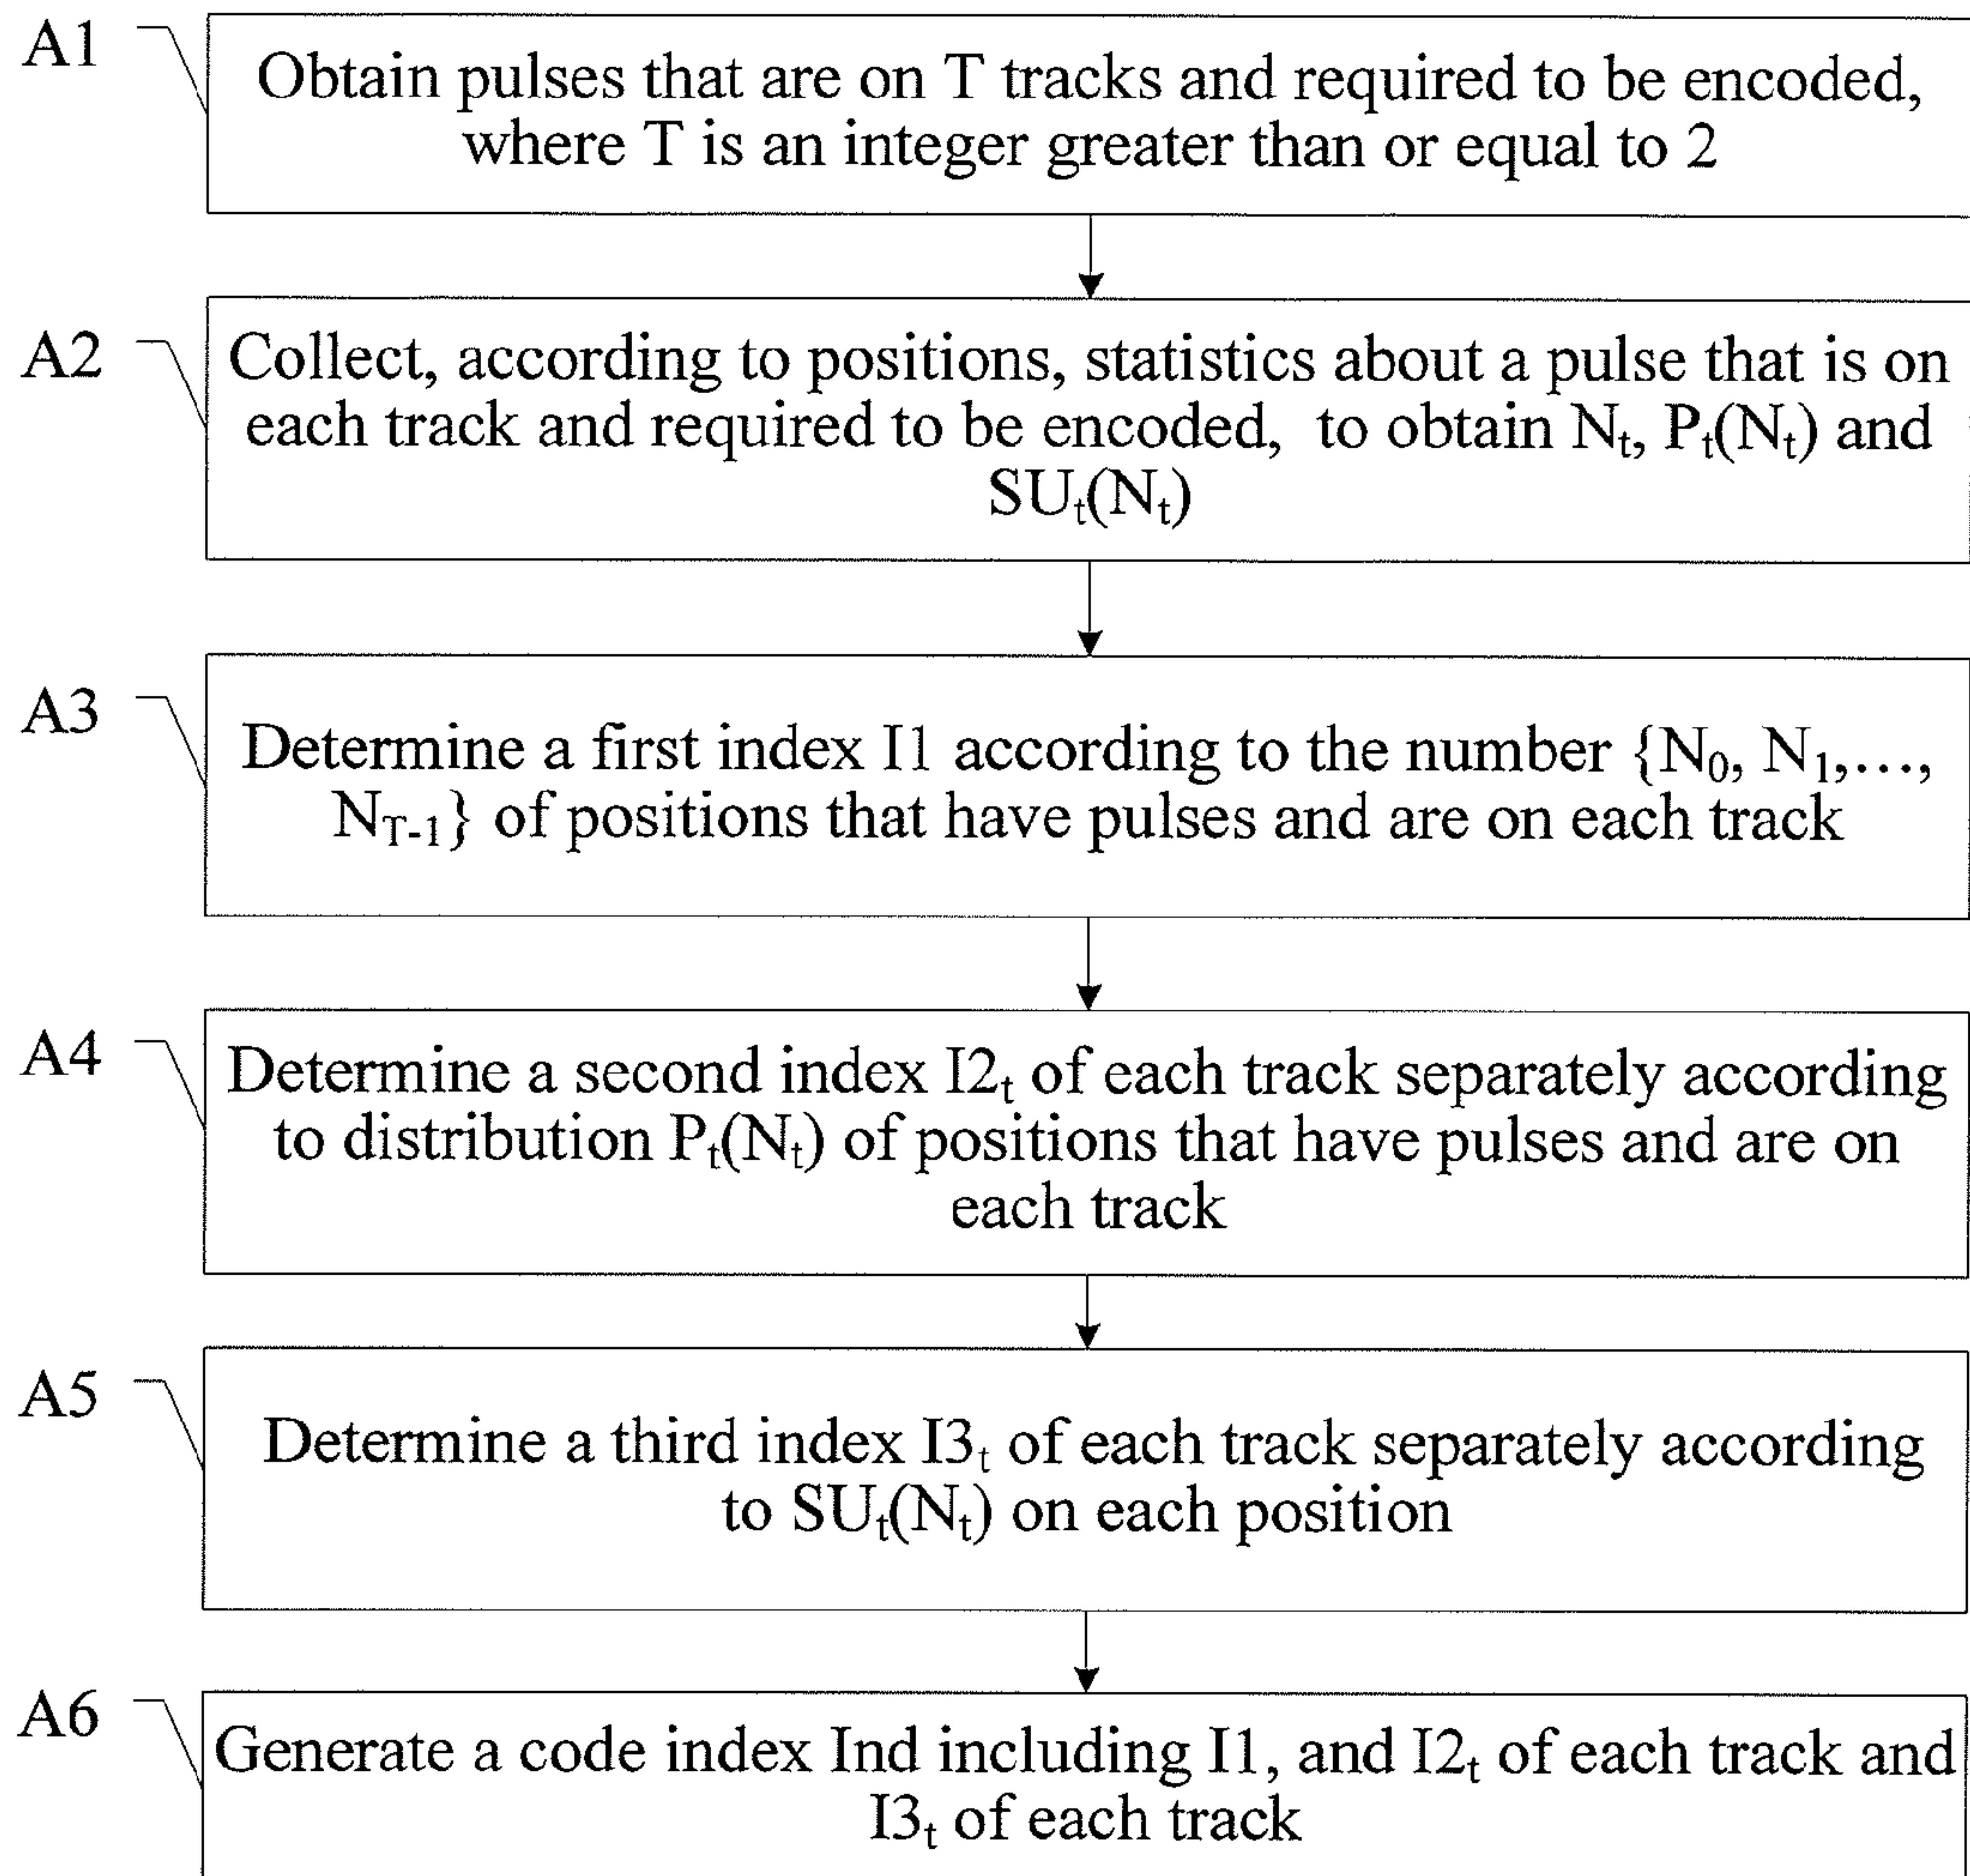 A1
Obtain pulses that are on T tracks and required to be encoded,
where T is an integer greater than or equal to 2
A2
Collect, according to positions, statistics about a pulse that is on
each track and required to be encoded, to obtain Nₜ, Pₜ(Nₜ) and
SUₜ(Nₜ)
A3
Determine a first index I1 according to the number {N₀, N₁,...,
N_T-1} of positions that have pulses and are on each track
A4
Determine a second index I2ₜ of each track separately according
to distribution Pₜ(Nₜ) of positions that have pulses and are on
each track
A5
Determine a third index I3ₜ of each track separately according
to SUₜ(Nₜ) on each position
A6
Generate a code index Ind including I1, and I2ₜ of each track and
I3ₜ of each track